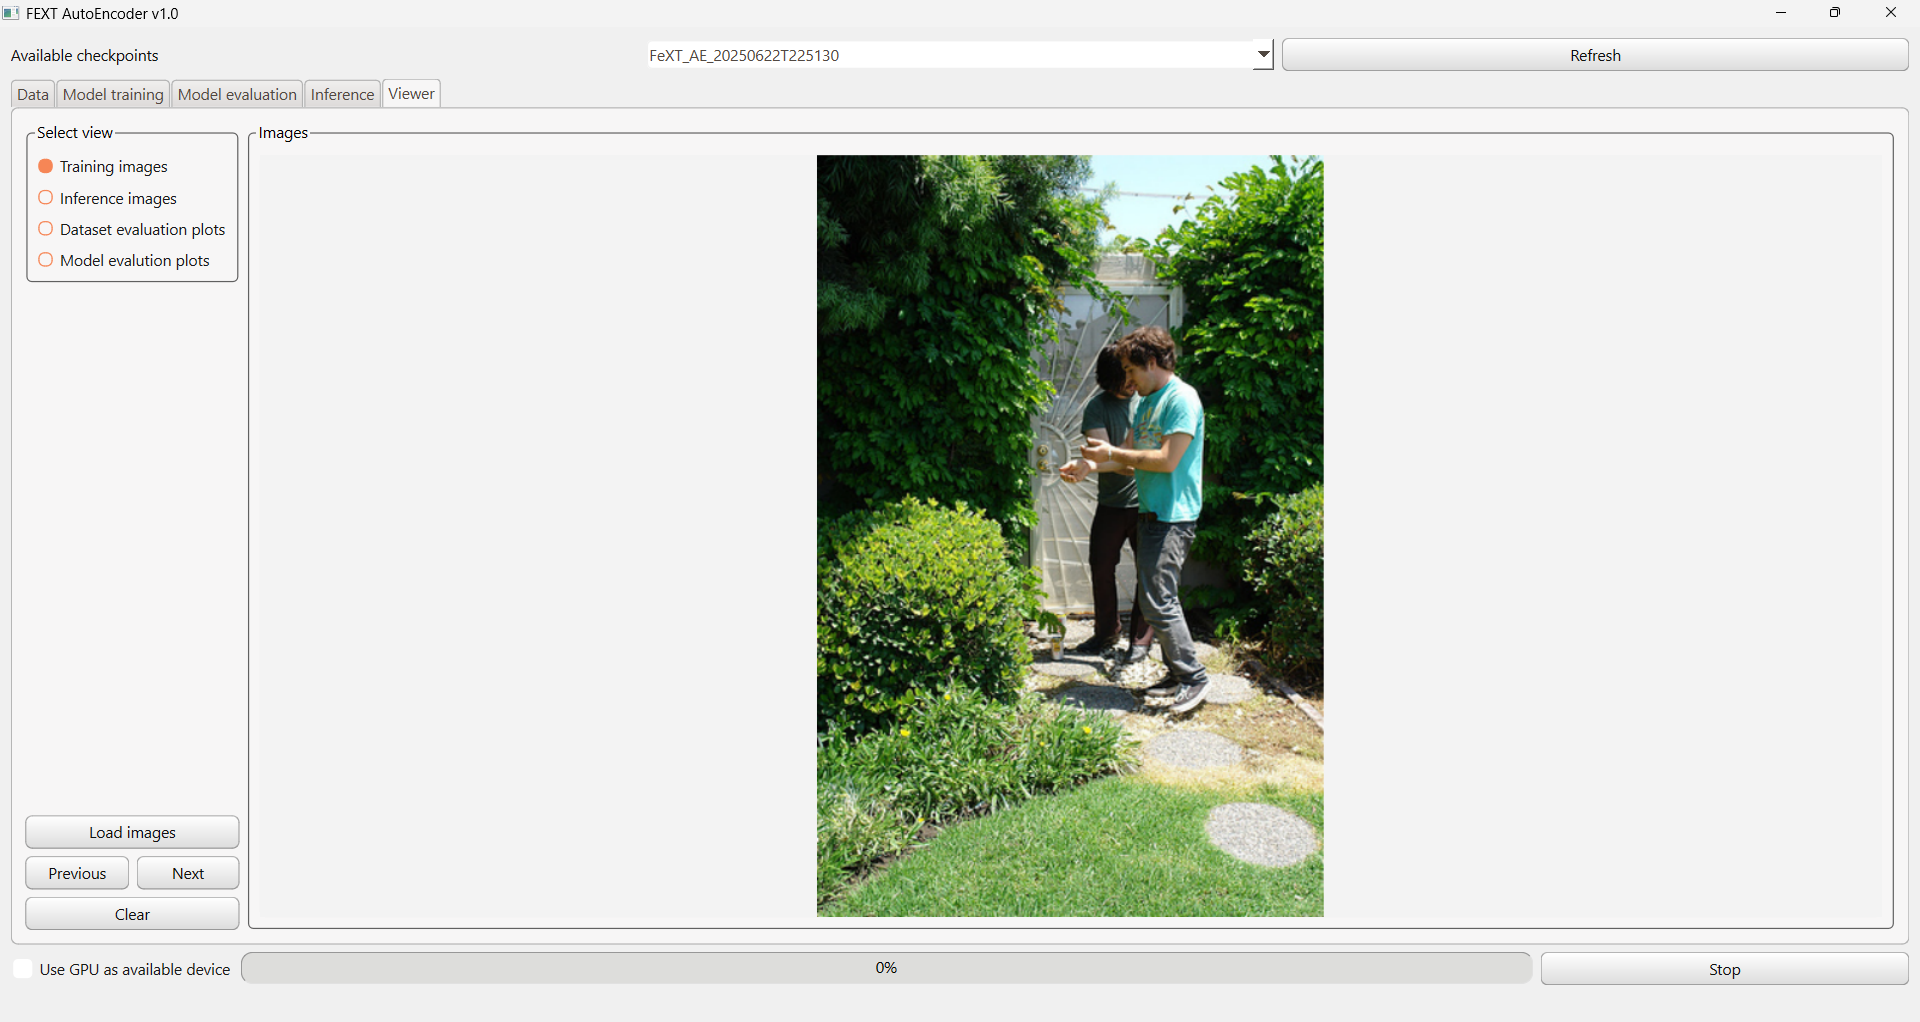 FEXT AutoEncoder v1.0
Available checkpoints
FeXT_AE_20250622T225130
Refresh
Data
Model training
Model evaluation
Inference
Viewer
Select view
Training images
Inference images
Dataset evaluation plots
Model evalution plots
Images
Load images
Previous
Next
Clear
Use GPU as available device
0%
Stop